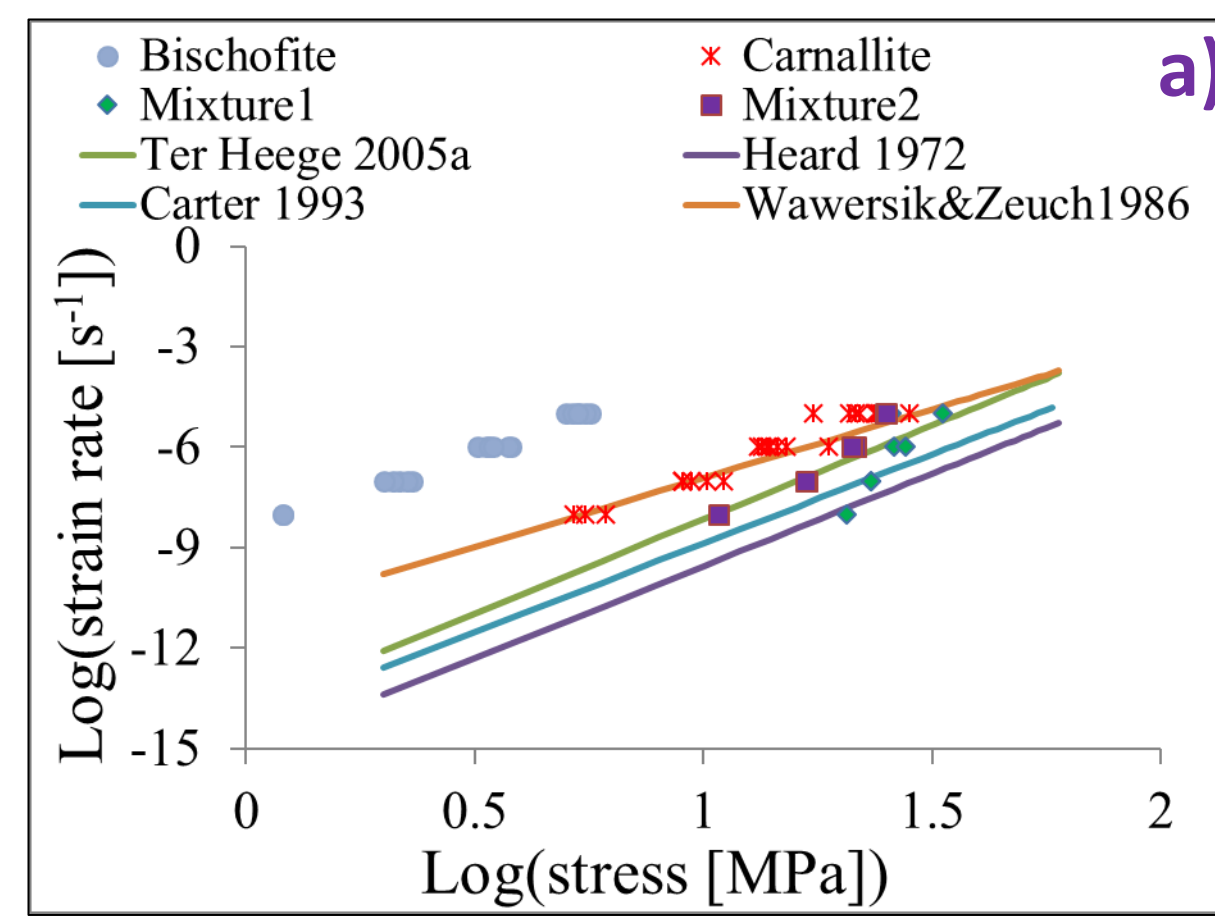 Bischofite Carnallite a)
Mixture1 Mixture2
Ter Heege 2005a Heard 1972
Carter 1993 Wawersik&Zeuch1986
Log(strain rate [s-1])
0
-3
-6
-9
-12
-15
0 0.5 1 1.5 2
Log(stress [MPa])